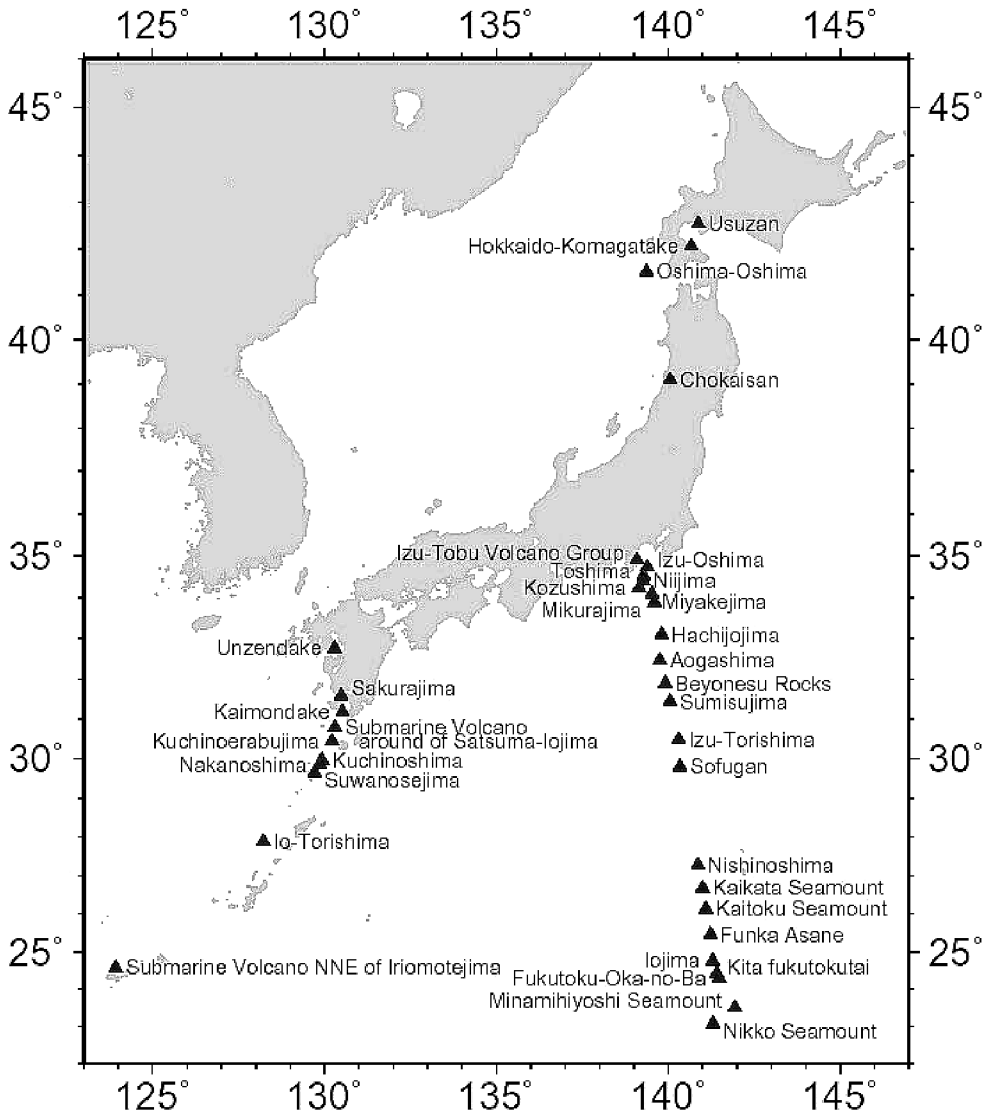 125° 130° 135° 140° 145°
45° 45°
Usuzan
Hokkaido-Komagatake
Oshima-Oshima
40° 40°
Chokaisan
35° 35°
Izu-Tobu Volcano Group
Izu-Oshima
Toshima
Niijima
Kozushima
Miyakejima
Mikurajima
Hachijojima
Unzendake
Aogashima
Beyonesu Rocks
Sakurajima
Sumisujima
Kaimondake
Submarine Volcano
around of Satsuma-Iojima
Kuchinoerabujima
Izu-Torishima
30° 30°
Kuchinoshima
Nakanoshima
Sofugan
Suwanosejima
Io-Torishima
Nishinoshima
Kaikata Seamount
Kaitoku Seamount
Funka Asane
25° 25°
Iojima
Kita fukutokutai
Submarine Volcano NNE of Iriomotejima
Fukutoku-Oka-no-Ba
Minamihiyoshi Seamount
Nikko Seamount
125° 130° 135° 140° 145°